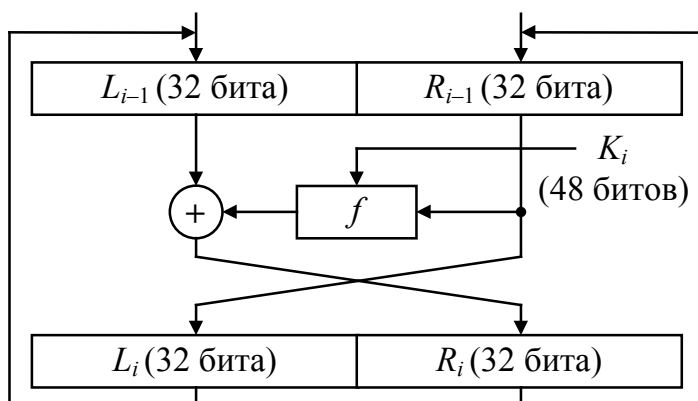 L_{i–1} (32 бита) R_{i–1} (32 бита)
K_i
(48 битов)
+ f
L_i (32 бита) R_i (32 бита)